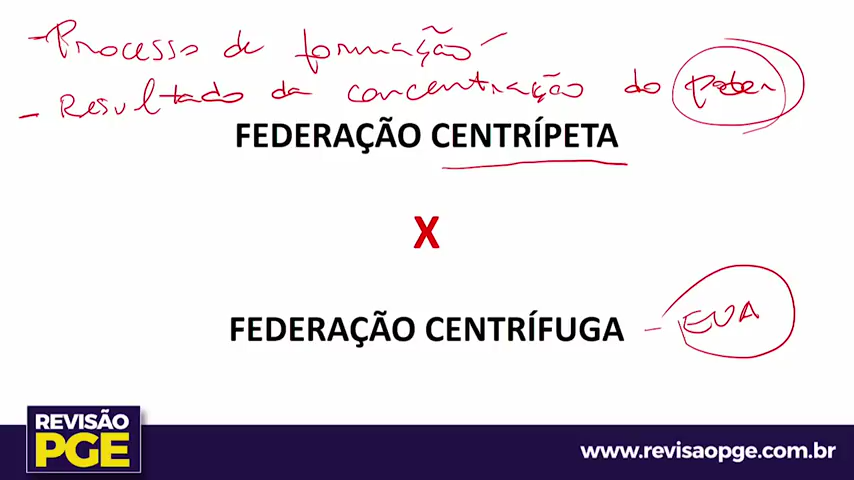 - Processo de formação
- Resultado da concentração do poder
FEDERAÇÃO CENTRÍPETA
X
FEDERAÇÃO CENTRÍFUGA - EUA
REVISÃO
PGE
www.revisaopge.com.br